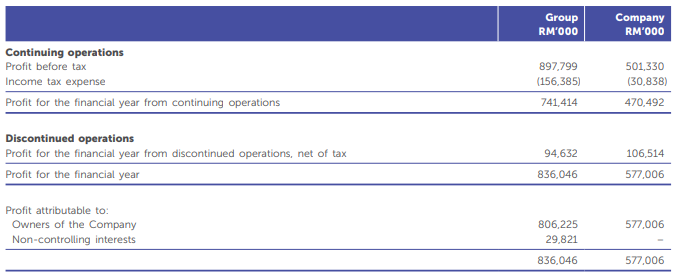 Group Company
RM'000 RM'000
Continuing operations
Profit before tax 897,799 501,330
Income tax expense (156,385) (30,838)
Profit for the financial year from continuing operations 741,414 470,492
Discontinued operations
Profit for the financial year from discontinued operations, net of tax 94,632 106,514
Profit for the financial year 836,046 577,006
Profit attributable to:
Owners of the Company 806,225 577,006
Non-controlling interests 29,821 –
836,046 577,006